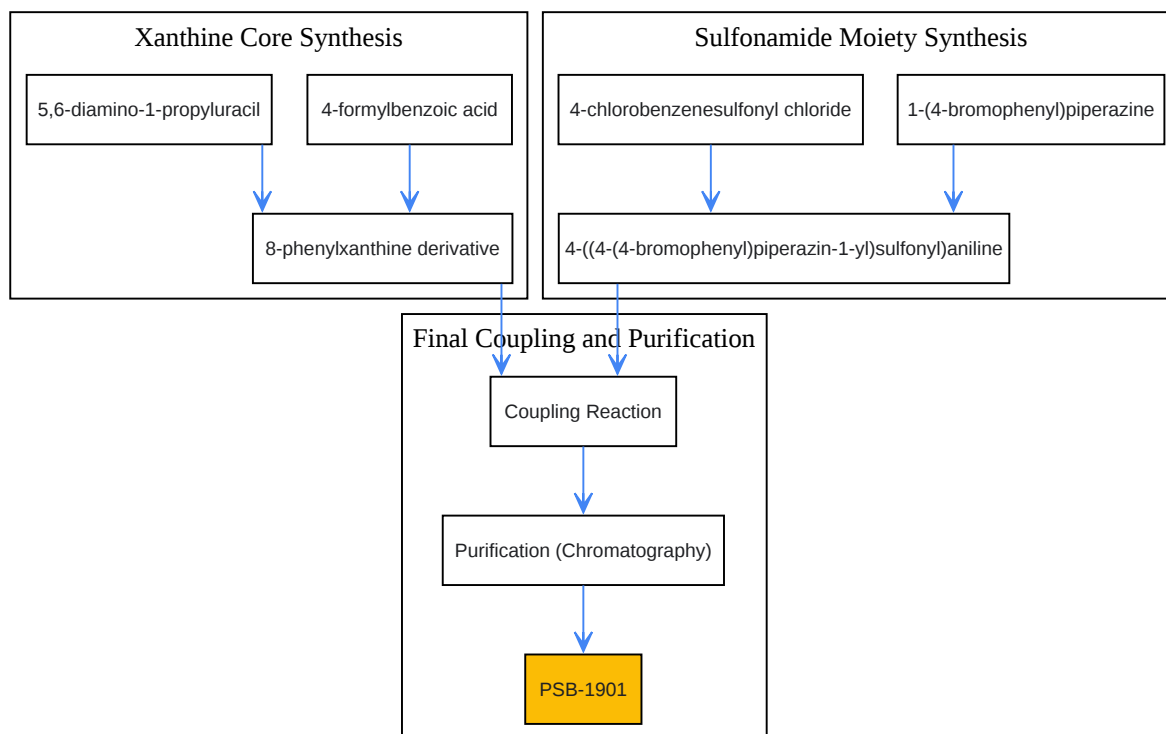 Xanthine Core Synthesis
5,6-diamino-1-propyluracil
4-formylbenzoic acid
8-phenylxanthine derivative
Sulfonamide Moiety Synthesis
4-chlorobenzenesulfonyl chloride
1-(4-bromophenyl)piperazine
4-((4-(4-bromophenyl)piperazin-1-yl)sulfonyl)aniline
Final Coupling and Purification
Coupling Reaction
Purification (Chromatography)
PSB-1901